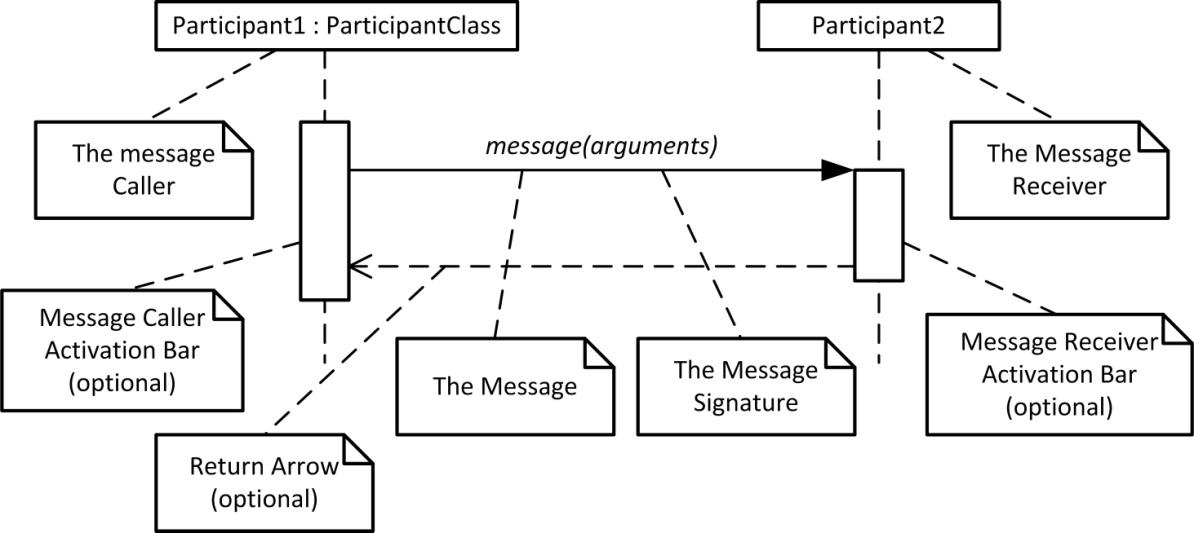 Participant1 : ParticipantClass
Participant2
The message
Caller
message(arguments)
The Message
Receiver
Message Caller
Activation Bar
(optional)
The Message
The Message
Signature
Message Receiver
Activation Bar
(optional)
Return Arrow
(optional)